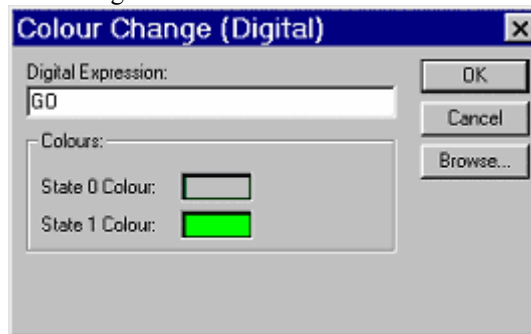 Colour Change (Digital)
Digital Expression:
GO
OK
Cancel
Browse...
Colours:
State 0 Colour:
State 1 Colour: